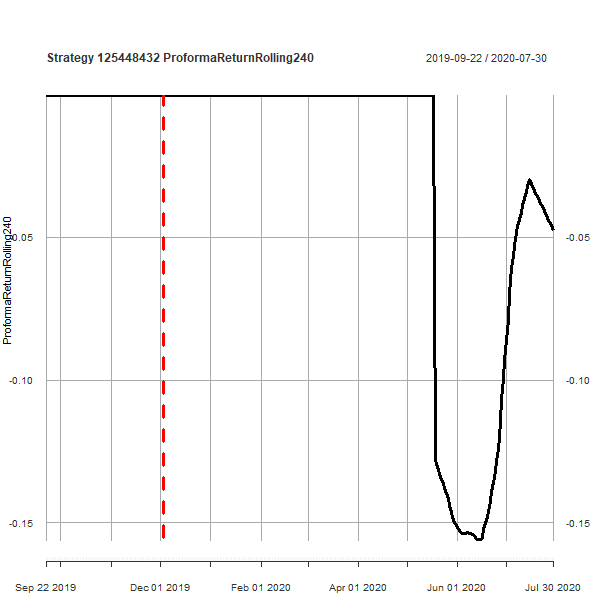 Strategy 125448432 ProformaReturnRolling240
2019-09-22 / 2020-07-30
ProformaReturnRolling240
-0.05
-0.05
-0.10
-0.10
-0.15
-0.15
Sep 22 2019
Dec 01 2019
Feb 01 2020
Apr 01 2020
Jun 01 2020
Jul 30 2020